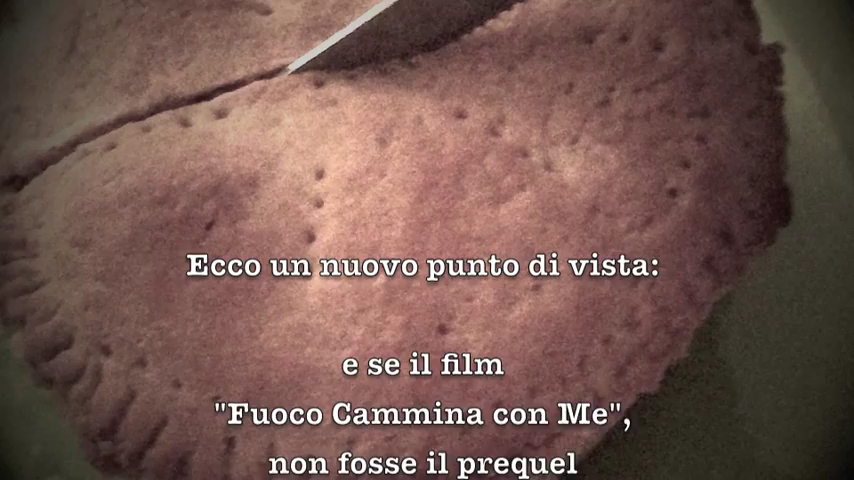 Ecco un nuovo punto di vista:
e se il film
"Fuoco Cammina con Me",
non fosse il prequel